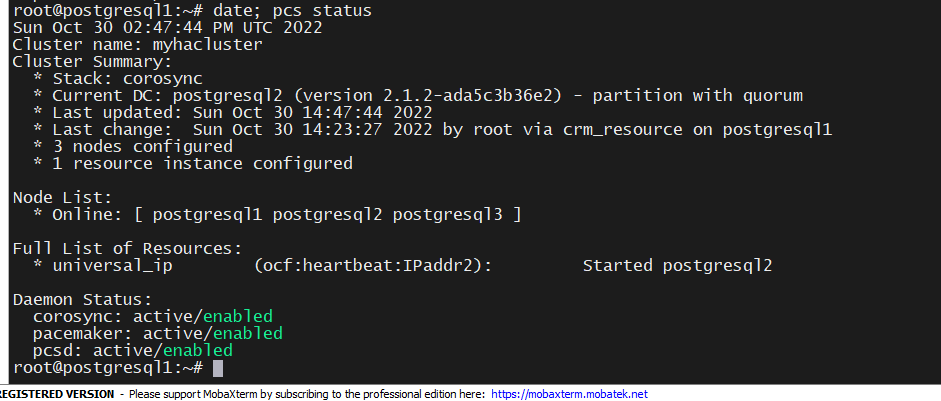 root@postgresql1:~# date; pcs status
Sun Oct 30 02:47:44 PM UTC 2022
Cluster name: myhacluster
Cluster Summary:
  * Stack: corosync
  * Current DC: postgresql2 (version 2.1.2-ada5c3b36e2) - partition with quorum
  * Last updated: Sun Oct 30 14:47:44 2022
  * Last change:  Sun Oct 30 14:23:27 2022 by root via crm_resource on postgresql1
  * 3 nodes configured
  * 1 resource instance configured

Node List:
  * Online: [ postgresql1 postgresql2 postgresql3 ]

Full List of Resources:
  * universal_ip        (ocf:heartbeat:IPaddr2):         Started postgresql2

Daemon Status:
  corosync: active/enabled
  pacemaker: active/enabled
  pcsd: active/enabled
root@postgresql1:~#
REGISTERED VERSION  -  Please support MobaXterm by subscribing to the professional edition here:  https://mobaxterm.mobatek.net